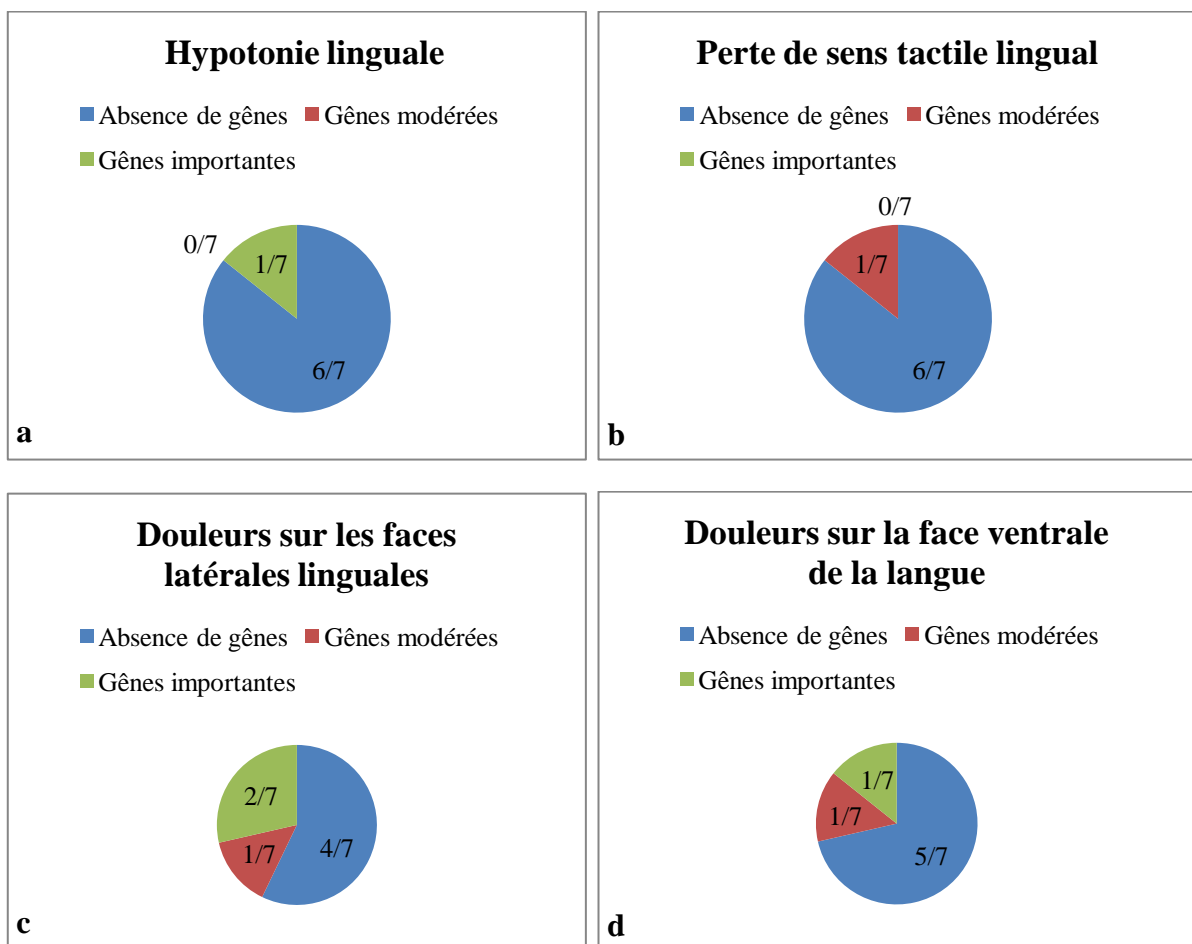 Hypotonie linguale
Absence de gênes
Gênes modérées
Gênes importantes
0/7
1/7
6/7
a
Perte de sens tactile lingual
Absence de gênes
Gênes modérées
Gênes importantes
0/7
1/7
6/7
b
Douleurs sur les faces
latérales linguales
Absence de gênes
Gênes modérées
Gênes importantes
2/7
1/7
4/7
c
Douleurs sur la face ventrale
de la langue
Absence de gênes
Gênes modérées
Gênes importantes
1/7
1/7
5/7
d